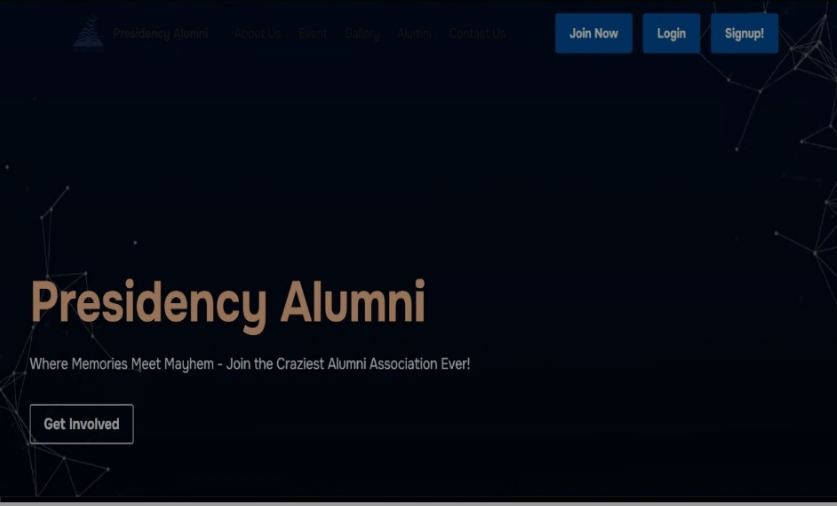 Presidency Alumni About Us Event Gallery Alumni Contact Us Join Now Login Signup!
Presidency Alumni
Where Memories Meet Mayhem - Join the Craziest Alumni Association Ever!
Get Involved